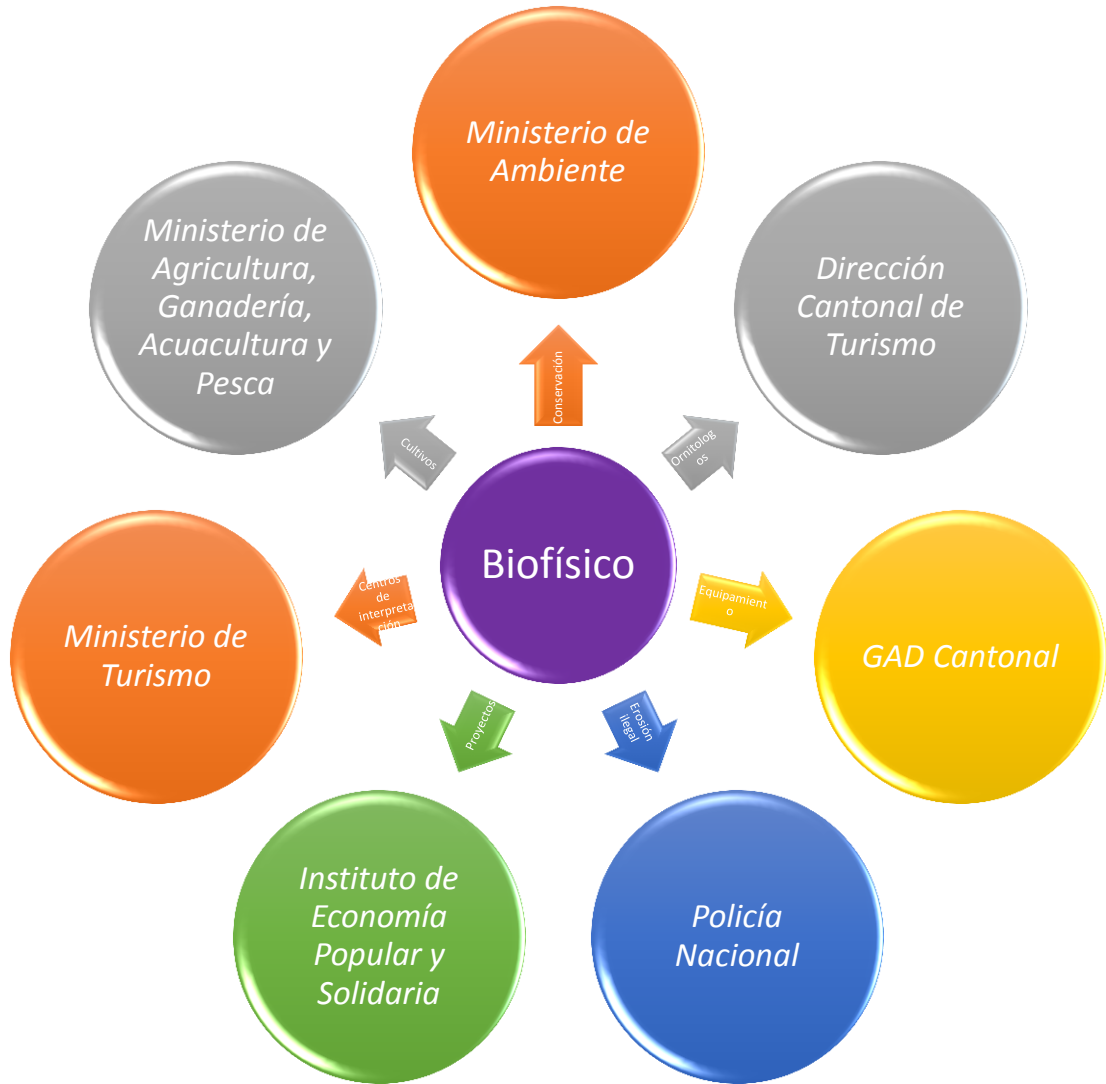 Ministerio de
Ambiente
Ministerio de
Agricultura,
Ganadería,
Acuacultura y
Pesca
Dirección
Cantonal de
Turismo
Conservación
Cultivos
Ornitolog
os
Biofísico
Centros
de
interpreta
ción
Equipamient
o
Ministerio de
Turismo
GAD Cantonal
Proyectos
Erosión
ilegal
Instituto de
Economía
Popular y
Solidaria
Policía
Nacional